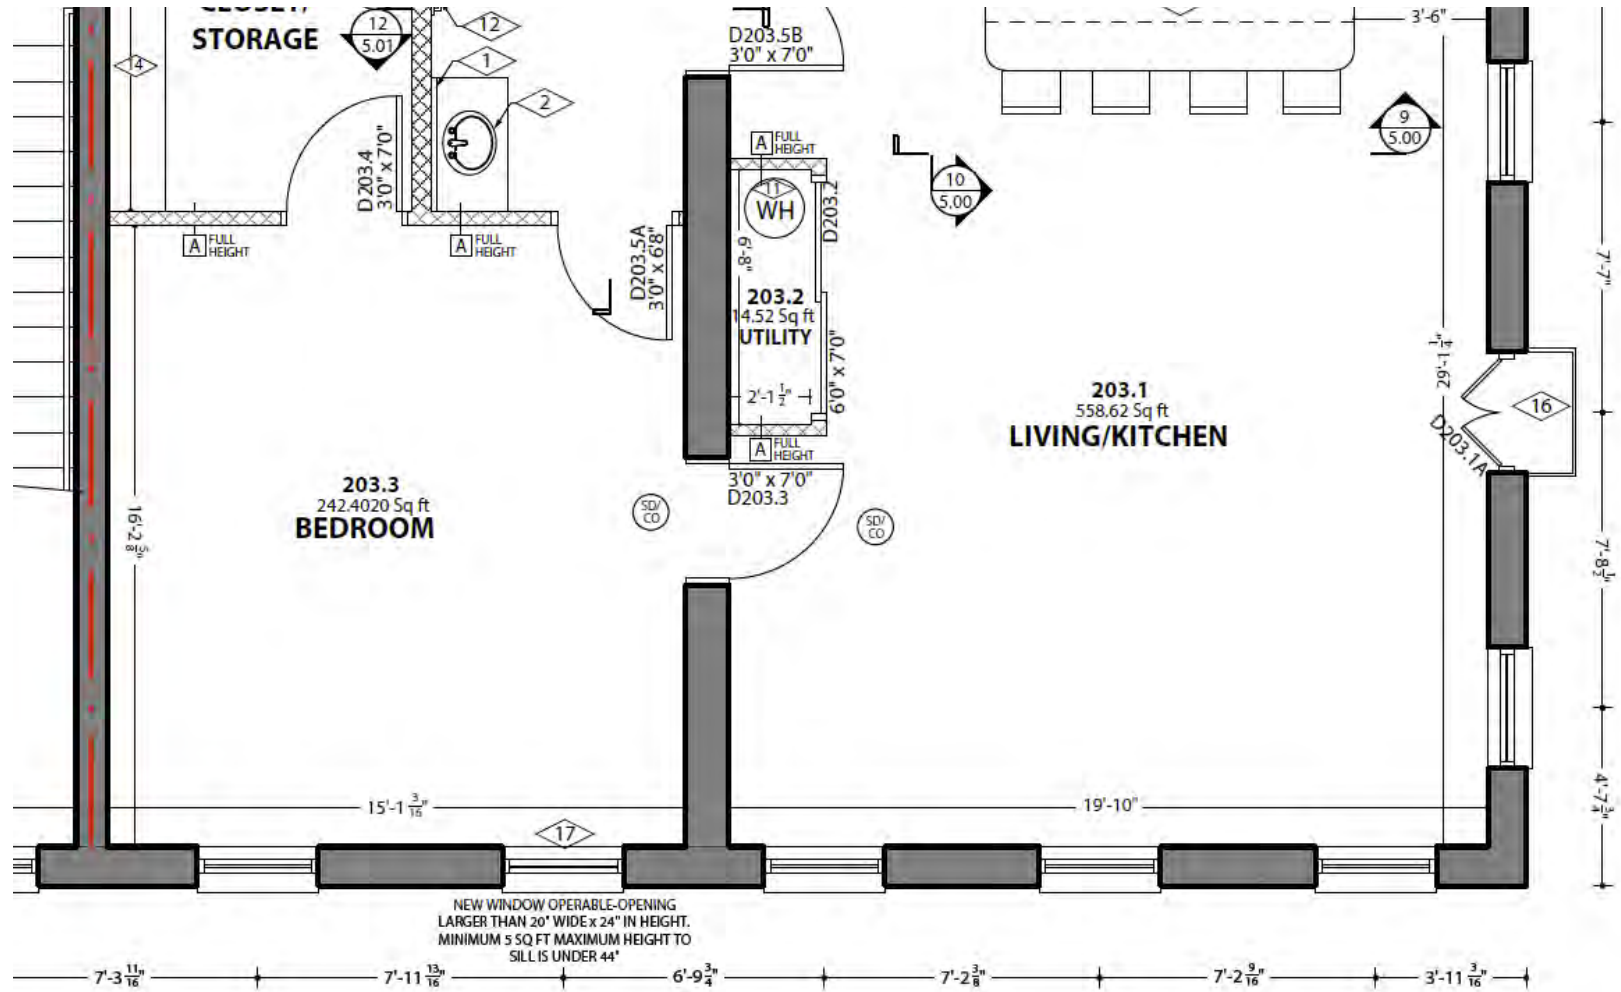 STORAGE
12
5.01
14
12
1
2
D203.4
3'0" x 7'0"
A FULL
HEIGHT
A FULL
HEIGHT
D203.5A
3'0" x 6'8"
D203.5B
3'0" x 7'0"
3'-6"
A FULL
HEIGHT
11
WH
D203.2
6'-8"
203.2
14.52 Sq ft
UTILITY
2'-1 1/2"
6'0" x 7'0"
A FULL
HEIGHT
3'0" x 7'0"
D203.3
10
5.00
9
5.00
7'-7"
29'-1 1/4"
203.1
558.62 Sq ft
LIVING/KITCHEN
16
D203.1A
203.3
242.4020 Sq ft
BEDROOM
SD/
CO
SD/
CO
16'-2 5/8"
7'-8 1/2"
4'-7 3/4"
15'-1 3/16"
17
19'-10"
NEW WINDOW OPERABLE-OPENING
LARGER THAN 20" WIDE x 24" IN HEIGHT.
MINIMUM 5 SQ FT MAXIMUM HEIGHT TO
SILL IS UNDER 44"
7'-3 11/16"
7'-11 13/16"
6'-9 3/4"
7'-2 3/8"
7'-2 9/16"
3'-11 3/16"